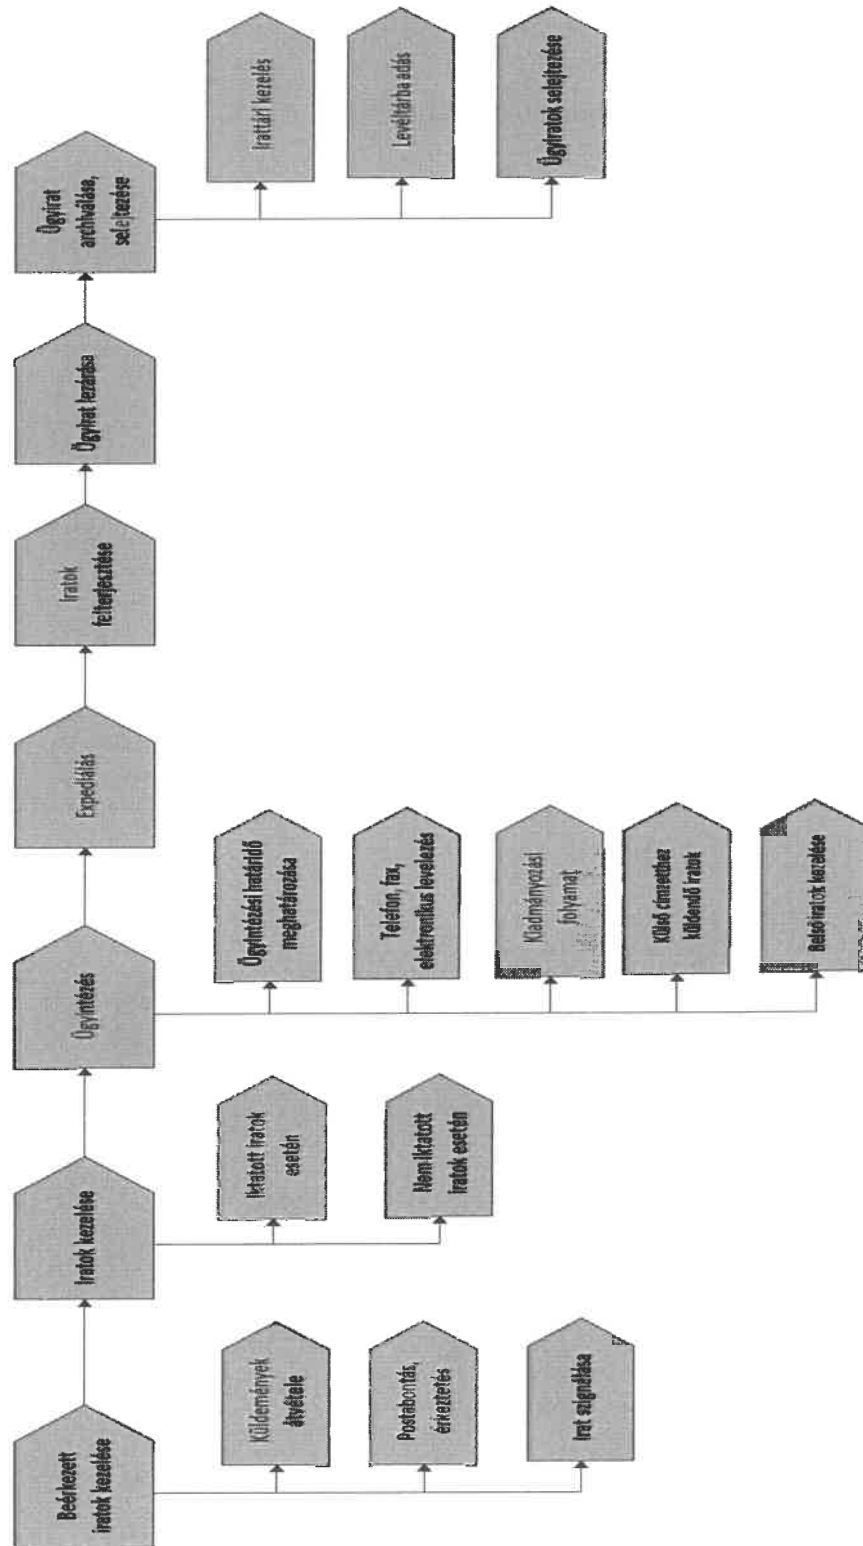 Beérkezett
iratok kezelése
Küldemények
átvétele
Postabontás,
érkeztetés
Irat szignálása
Iratok kezelése
Iktatott iratok
esetén
Nem iktatott
iratok esetén
Ügyintézés
Ügyintézési határidő
meghatározása
Telefon, fax,
elektronikus levelezés
Kiadmányozási
folyamat
Külső címzetthez
küldendő iratok
Belső iratok kezelése
Expediálás
Iratok
felterjesztése
Ügyirat lezárása
Ügyirat
archiválása,
selejtezése
Irattári kezelés
Levéltárba adás
Ügyiratok selejtezése